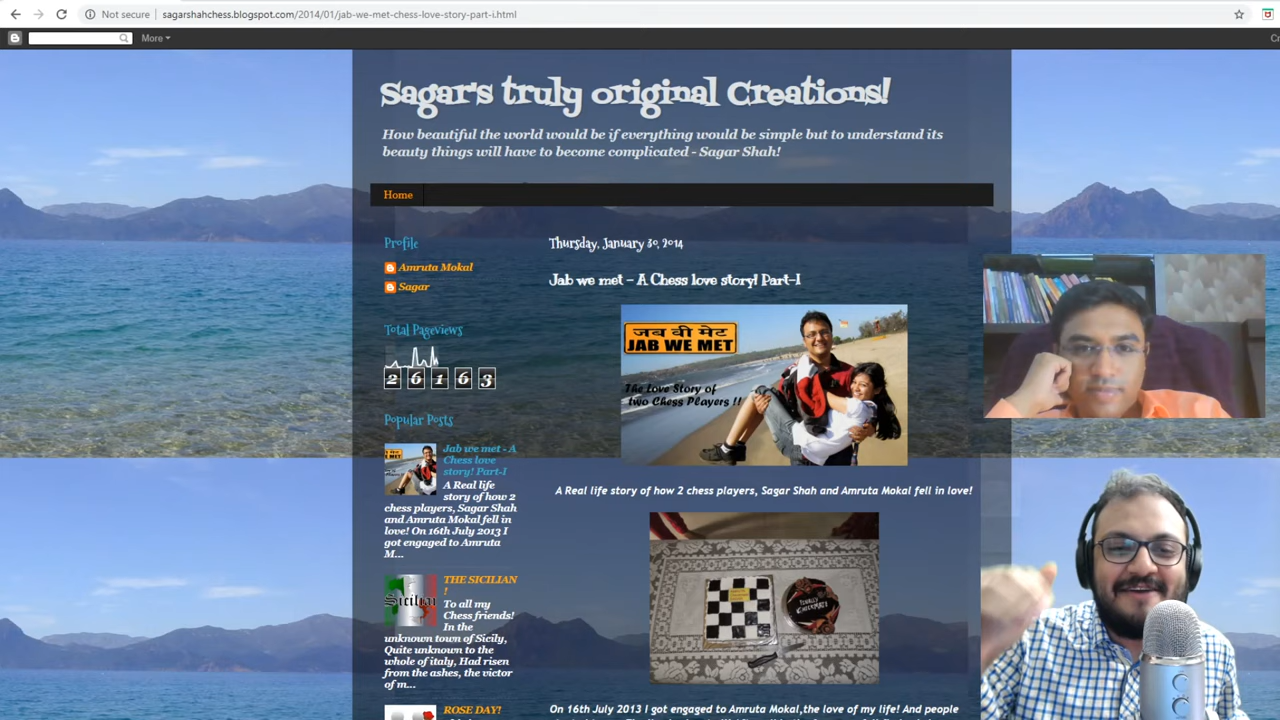 Not secure
sagarshahchess.blogspot.com/2014/01/jab-we-met-chess-love-story-part-i.html
More
Sagar's truly original Creations!
How beautiful the world would be if everything would be simple but to understand its
beauty things will have to become complicated - Sagar Shah!
Home
Profile
Amruta Mokal
Sagar
Total Pageviews
2 6 1 6 3
Popular Posts
Jab we met - A
Chess love
story! Part-I
A Real life
story of how 2
chess players, Sagar Shah
and Amruta Mokal fell in
love! On 16th July 2013 I
got engaged to Amruta
M...
THE SICILIAN
!
To all my
Chess friends!
In the
unknown town of Sicily,
Quite unknown to the
whole of italy, Had risen
from the ashes, the victor
of m...
ROSE DAY!
Thursday, January 30, 2014
Jab we met - A Chess love story! Part-I
जब वी मेट
JAB WE MET
The Love Story of
two Chess Players !!
A Real life story of how 2 chess players, Sagar Shah and Amruta Mokal fell in love!
On 16th July 2013 I got engaged to Amruta Mokal,the love of my life! And people